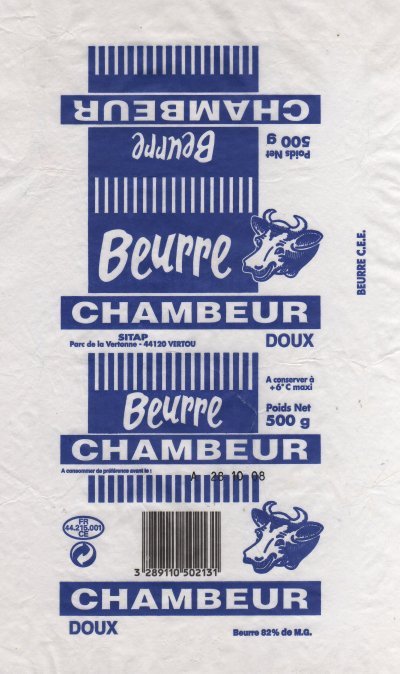 CHAMBEUR
Beurre
Poids Net
500 g
Beurre
CHAMBEUR
SITAP
Parc de la Vertonne - 44120 VERTOU
DOUX
BEURRE C.E.E.
A conserver à
+6°C maxi
Beurre
Poids Net
500 g
CHAMBEUR
A consommer de préférence avant le :
A 28 10 08
FR
44.215.001
CE
3 289110 502131
CHAMBEUR
DOUX
Beurre 82% de M.G.